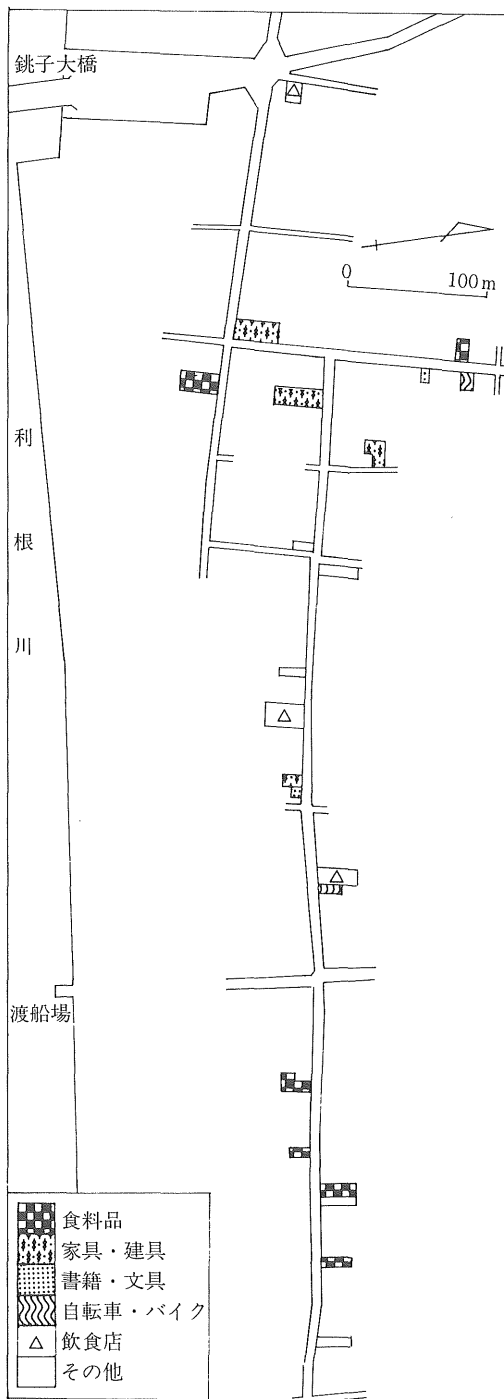 銚子大橋
0 100m
利根川
渡船場
食料品
家具・建具
書籍・文具
自転車・バイク
飲食店
その他